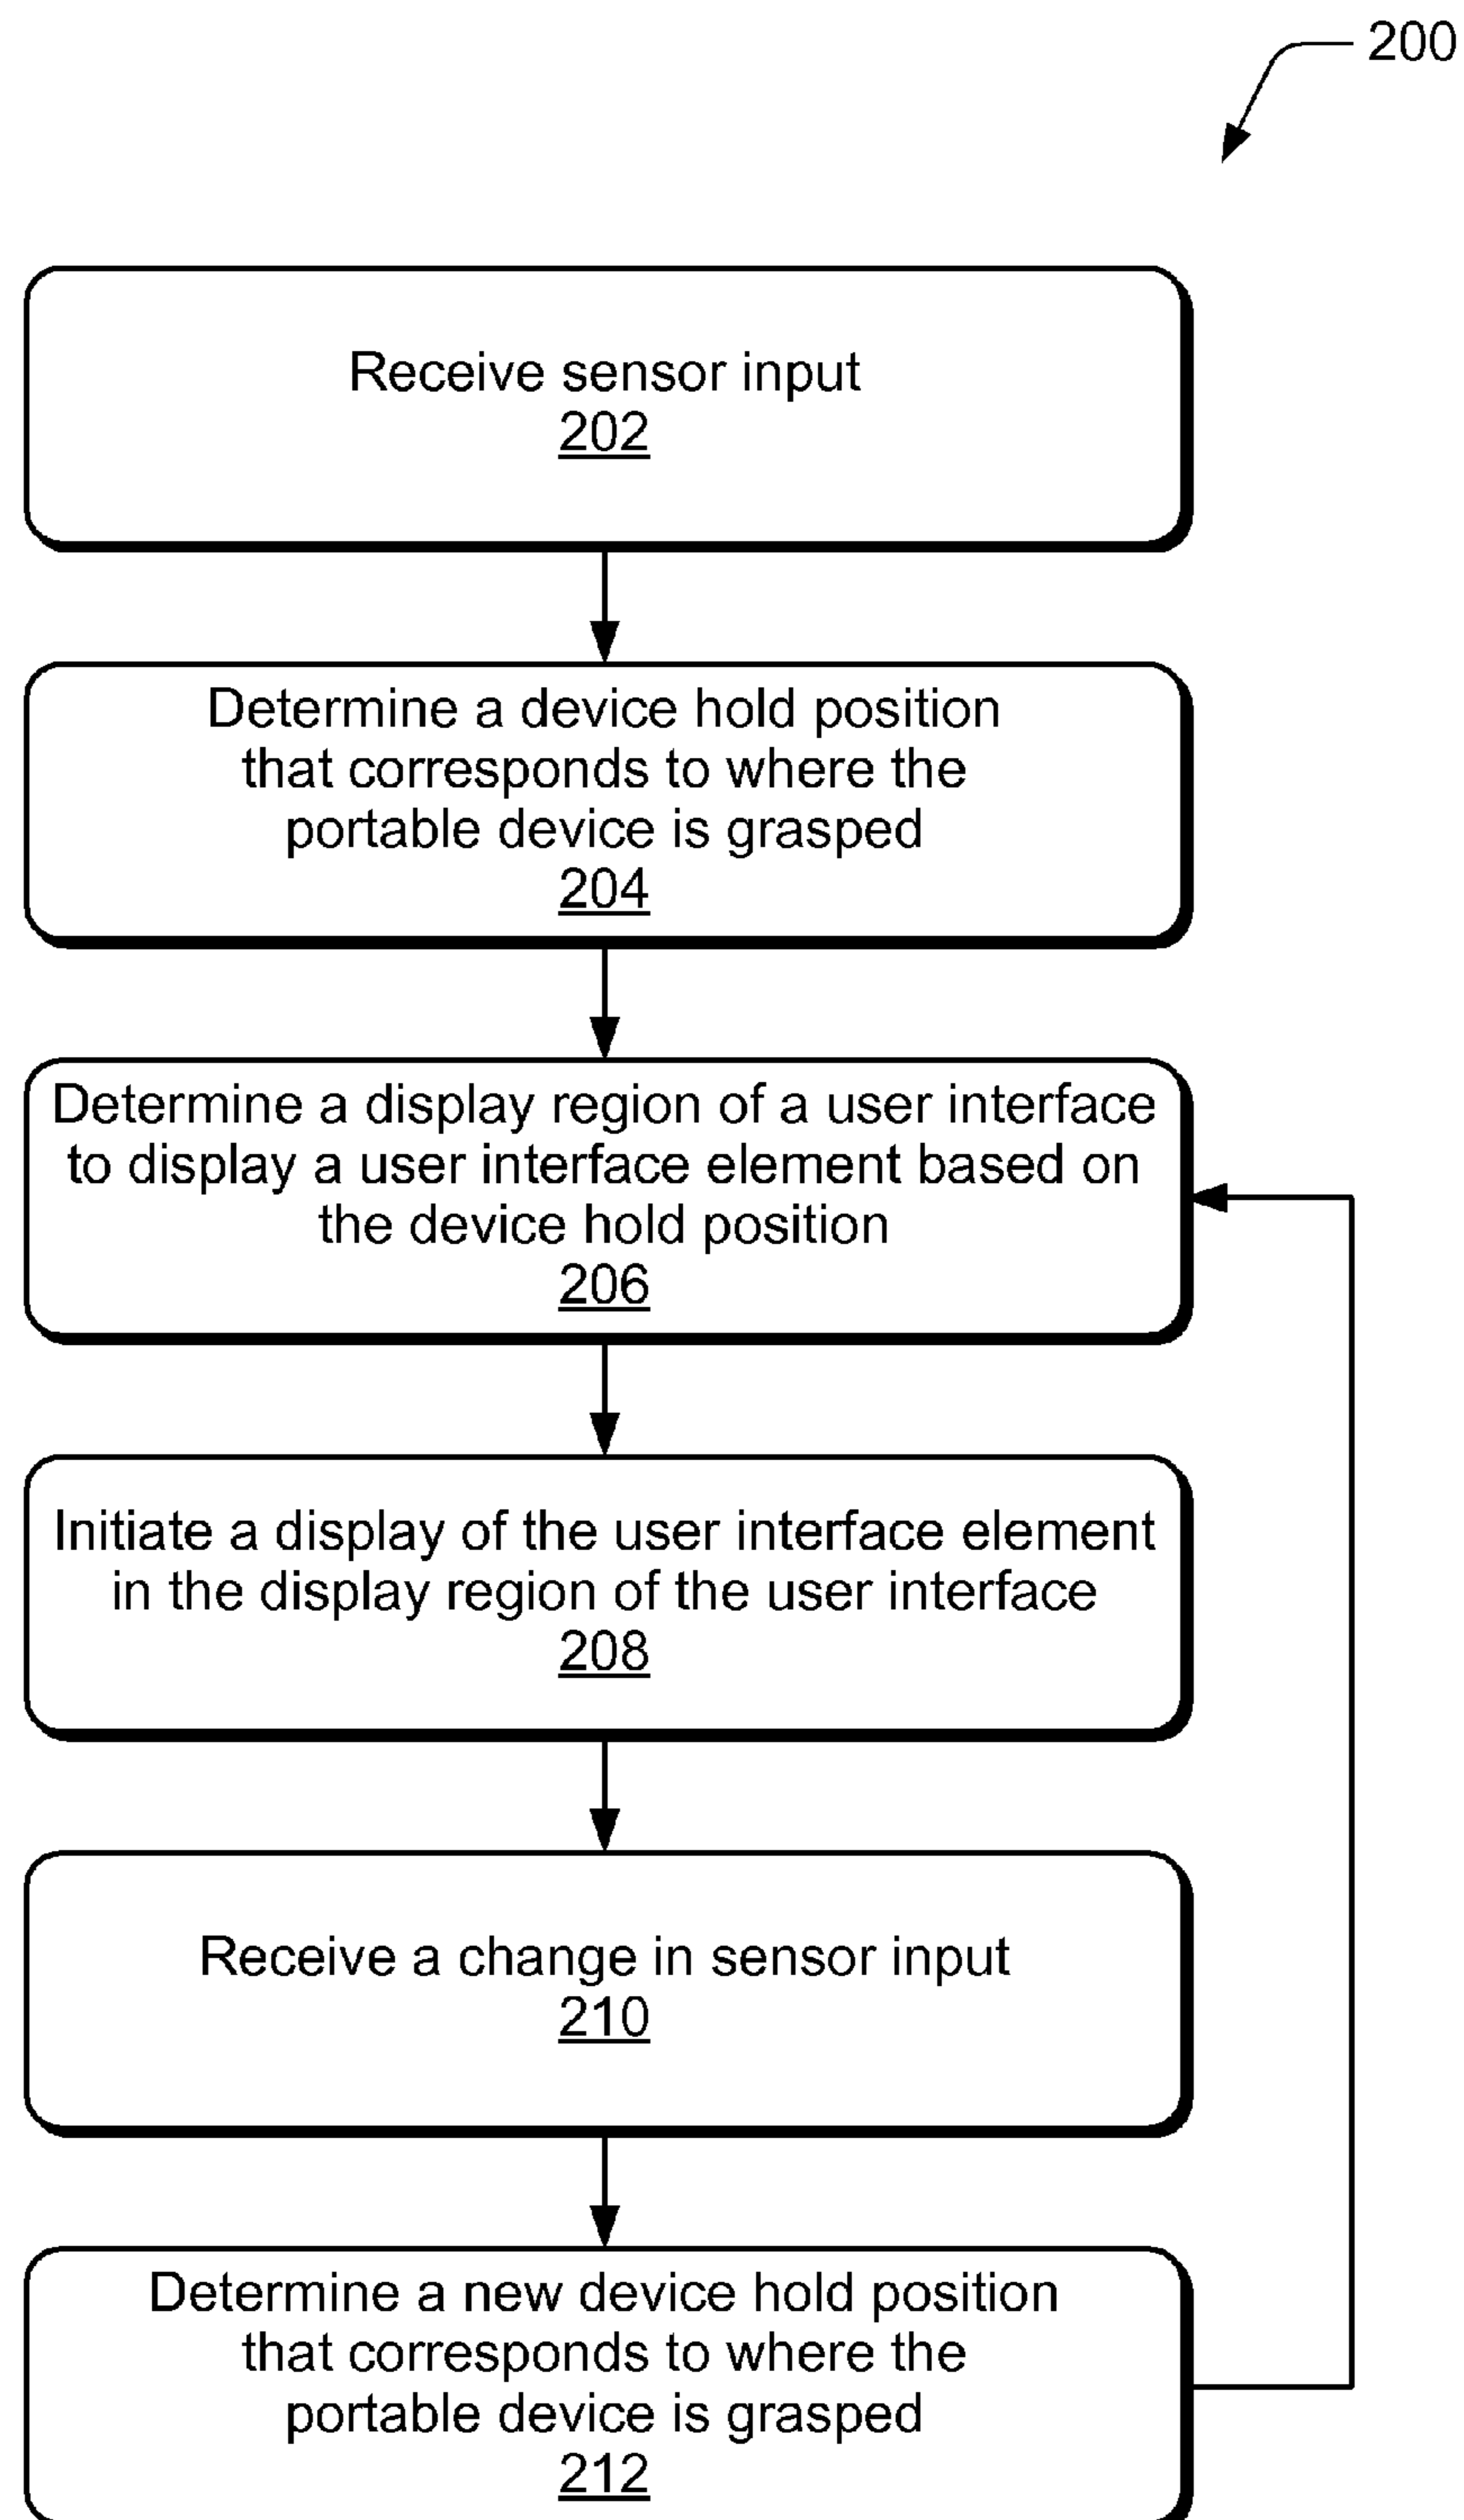 200
Receive sensor input
202
Determine a device hold position
that corresponds to where the
portable device is grasped
204
Determine a display region of a user interface
to display a user interface element based on
the device hold position
206
Initiate a display of the user interface element
in the display region of the user interface
208
Receive a change in sensor input
210
Determine a new device hold position
that corresponds to where the
portable device is grasped
212